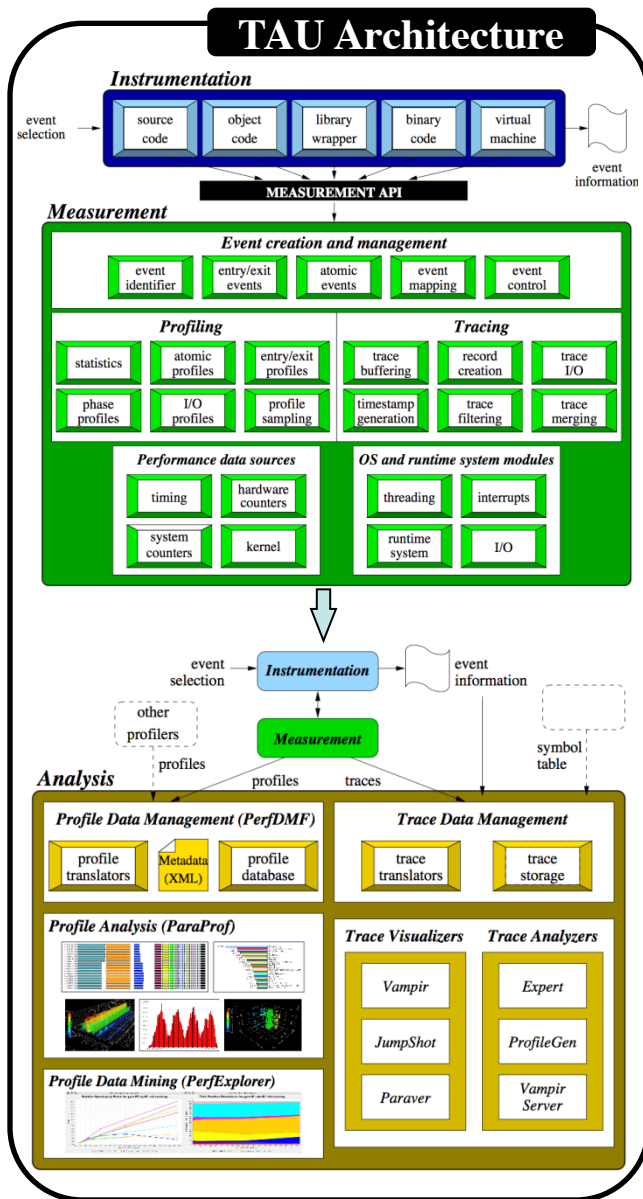 TAU Architecture
Instrumentation
event
selection
source
code
object
code
library
wrapper
binary
code
virtual
machine
event
information
MEASUREMENT API
Measurement
Event creation and management
event
identifier
entry/exit
events
atomic
events
event
mapping
event
control
Profiling
statistics
atomic
profiles
entry/exit
profiles
phase
profiles
I/O
profiles
profile
sampling
Tracing
trace
buffering
record
creation
trace
I/O
timestamp
generation
trace
filtering
trace
merging
Performance data sources
timing
hardware
counters
system
counters
kernel
OS and runtime system modules
threading
interrupts
runtime
system
I/O
event
selection
Instrumentation
event
information
other
profilers
Measurement
symbol
table
profiles
profiles
traces
Analysis
Profile Data Management (PerfDMF)
profile
translators
Metadata
(XML)
profile
database
Trace Data Management
trace
translators
trace
storage
Profile Analysis (ParaProf)
Profile Data Mining (PerfExplorer)
Trace Visualizers
Vampir
JumpShot
Paraver
Trace Analyzers
Expert
ProfileGen
Vampir
Server